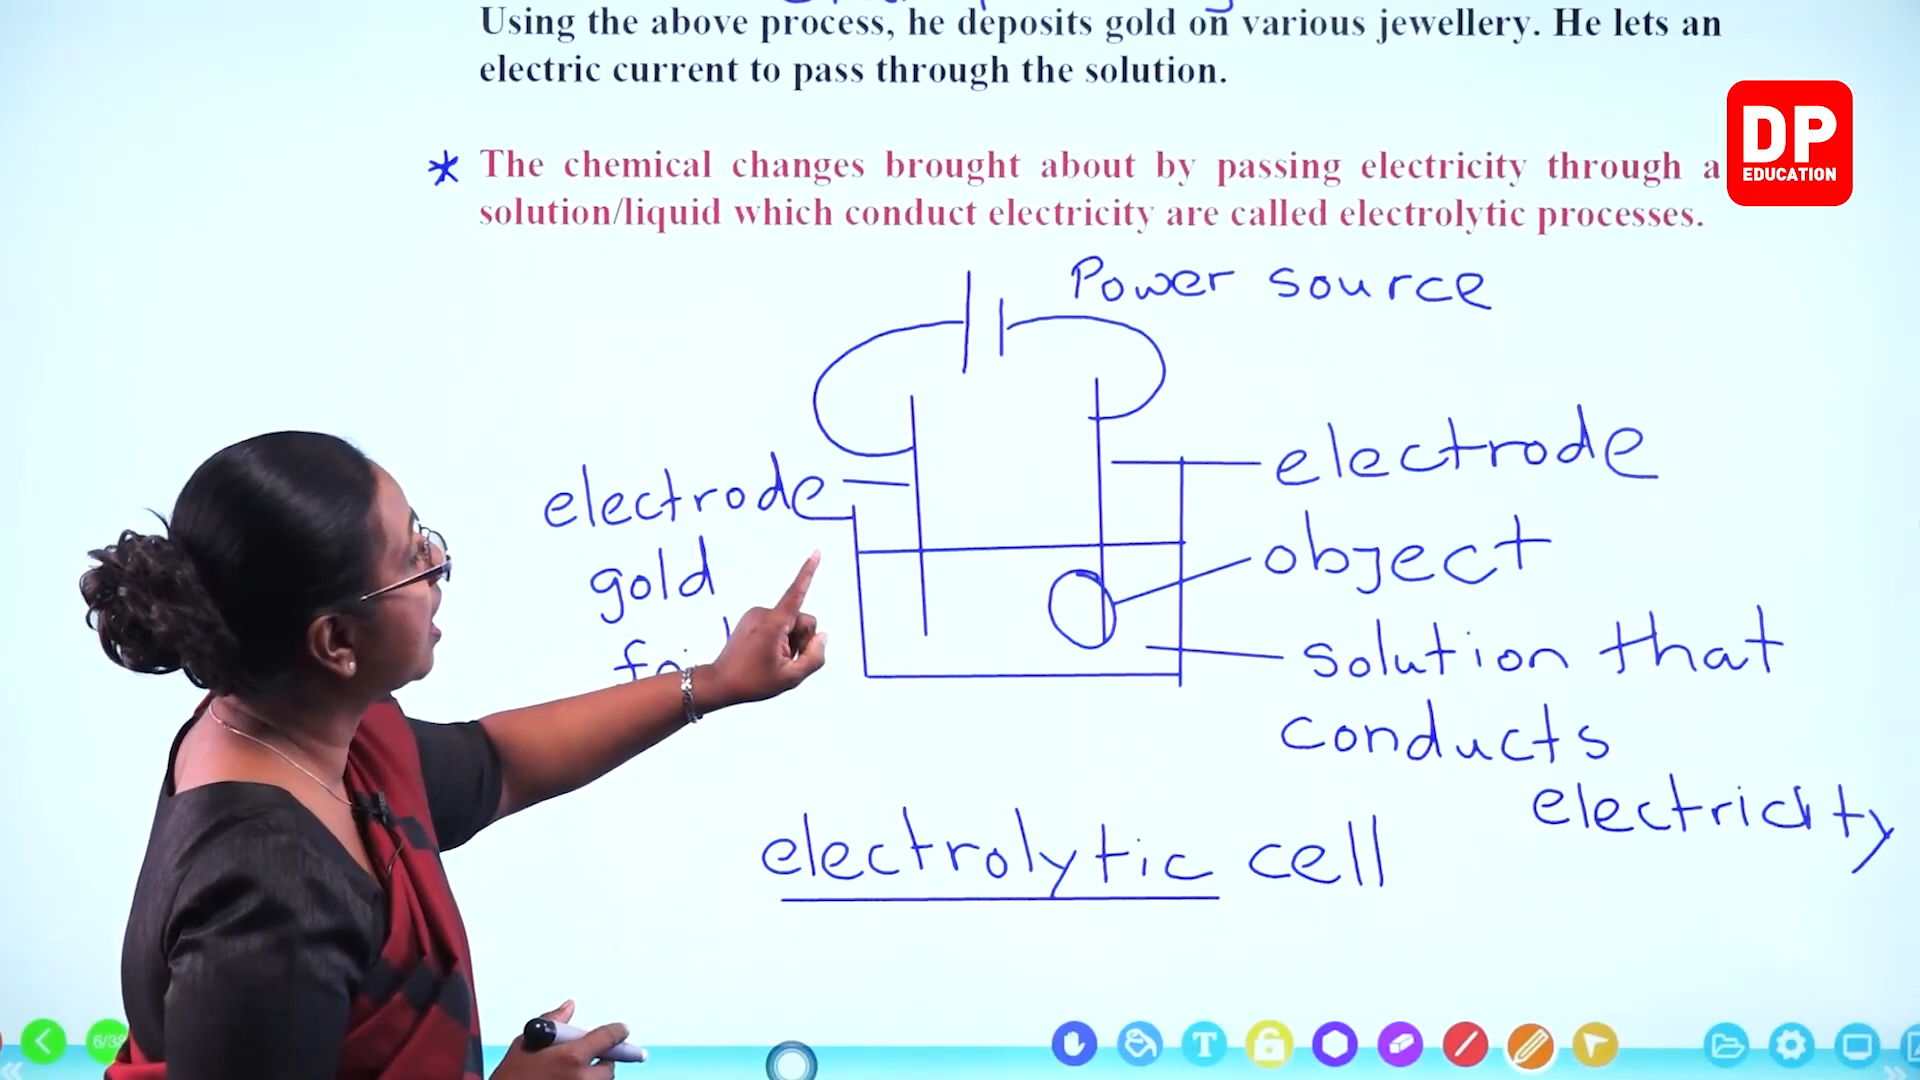 Using the above process, he deposits gold on various jewellery. He lets an
electric current to pass through the solution.
DP
EDUCATION
* The chemical changes brought about by passing electricity through a
solution/liquid which conduct electricity are called electrolytic processes.
Power source
electrode
electrode
gold
object
solution that
conducts
electricity
electrolytic cell
6/38
T